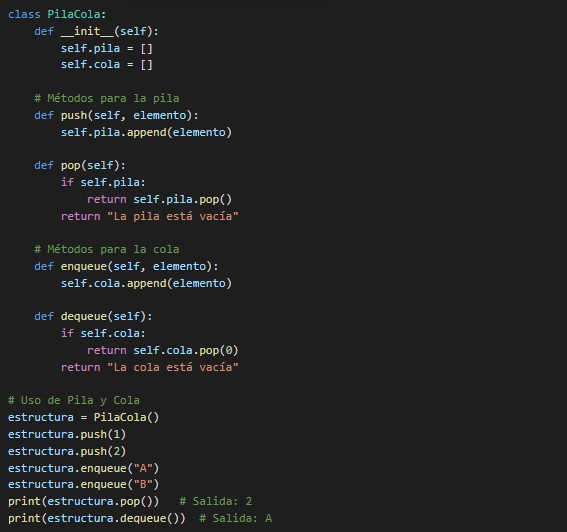 class PilaCola:
    def __init__(self):
        self.pila = []
        self.cola = []

    # Métodos para la pila
    def push(self, elemento):
        self.pila.append(elemento)

    def pop(self):
        if self.pila:
            return self.pila.pop()
        return "La pila está vacía"

    # Métodos para la cola
    def enqueue(self, elemento):
        self.cola.append(elemento)

    def dequeue(self):
        if self.cola:
            return self.cola.pop(0)
        return "La cola está vacía"

# Uso de Pila y Cola
estructura = PilaCola()
estructura.push(1)
estructura.push(2)
estructura.enqueue("A")
estructura.enqueue("B")
print(estructura.pop())   # Salida: 2
print(estructura.dequeue())  # Salida: A